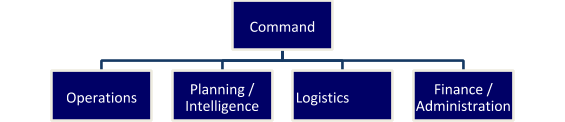 Command
Operations
Planning /
Intelligence
Logistics
Finance /
Administration